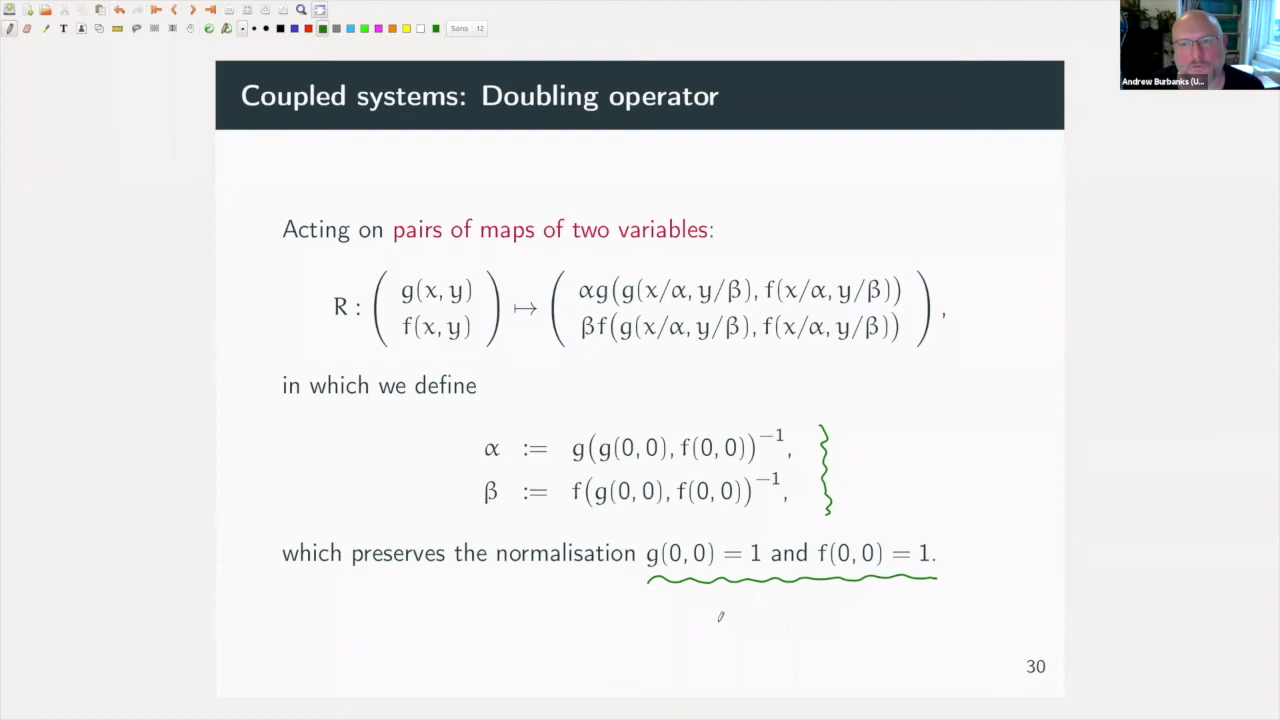 Sans 12
Andrew Burbanks (U...
Coupled systems: Doubling operator
Acting on pairs of maps of two variables:
R : ( g(x, y) ) ↦ ( αg(g(x/α, y/β), f(x/α, y/β)) )
( f(x, y) ) ( βf(g(x/α, y/β), f(x/α, y/β)) ) ,
in which we define
α := g(g(0, 0), f(0, 0))⁻¹,
β := f(g(0, 0), f(0, 0))⁻¹,
which preserves the normalisation g(0, 0) = 1 and f(0, 0) = 1.
30